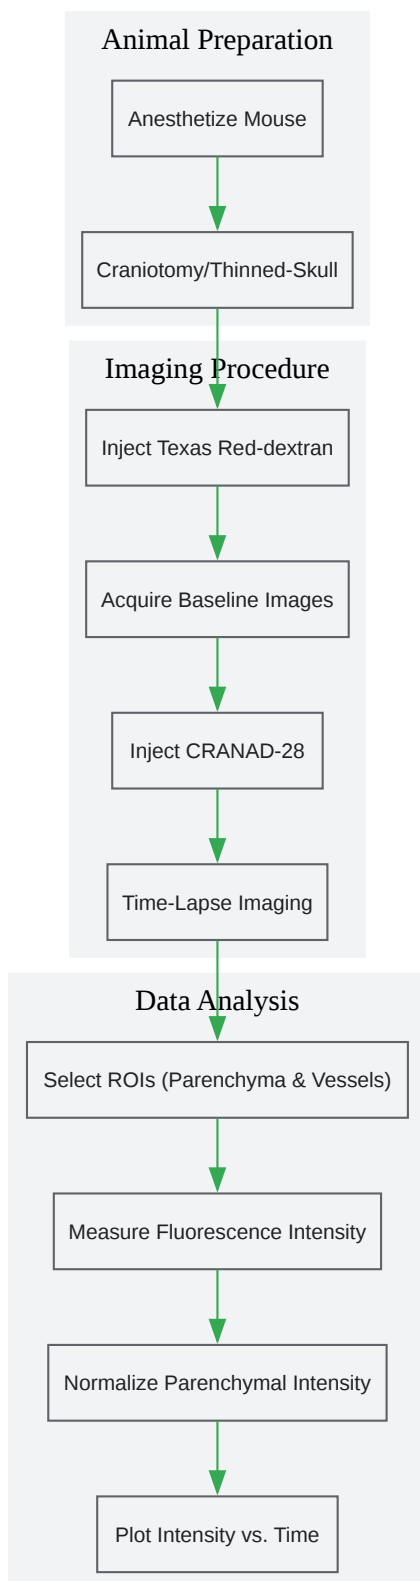 Animal Preparation
Anesthetize Mouse
Craniotomy/Thinned-Skull
Imaging Procedure
Inject Texas Red-dextran
Acquire Baseline Images
Inject CRANAD-28
Time-Lapse Imaging
Data Analysis
Select ROIs (Parenchyma & Vessels)
Measure Fluorescence Intensity
Normalize Parenchymal Intensity
Plot Intensity vs. Time